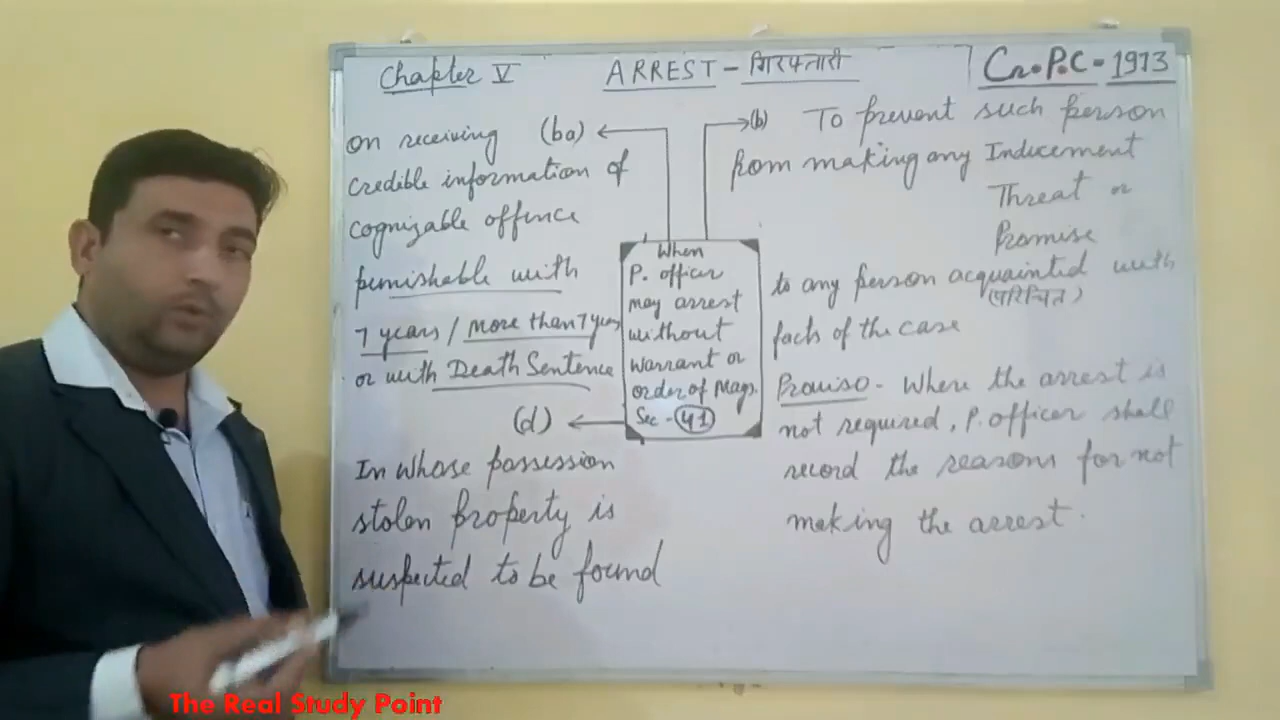 Chapter V
ARREST - गिरफ्तारी
Cr.P.C - 1973
on receiving (ba)
credible information of
cognizable offence
punishable with
7 years / more than 7 years
or with Death Sentence
(d)
In whose possession
stolen property is
suspected to be found
When
P. officer
may arrest
without
warrant or
order of Mags.
Sec - 41
(b) To prevent such person
from making any Inducement
Threat or
Promise
to any person acquainted with
(परिचित)
facts of the case
Proviso - Where the arrest is
not required, P. officer shall
record the reasons for not
making the arrest.
The Real Study Point